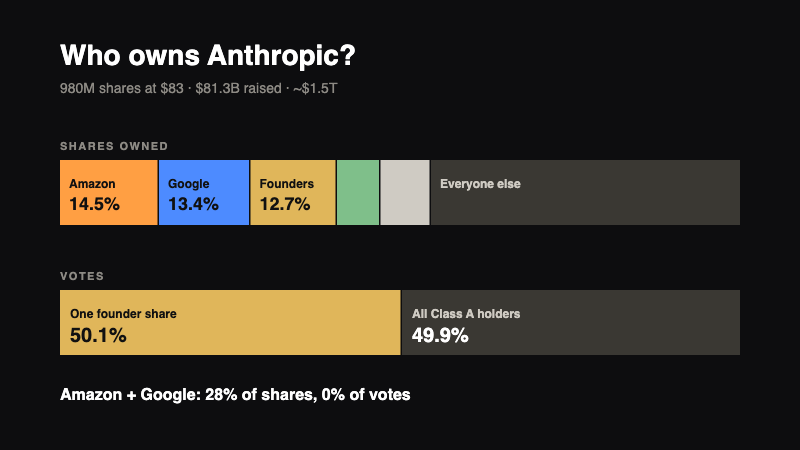 Who owns Anthropic?
980M shares at $83 · $81.3B raised · ~$1.5T
SHARES OWNED
Amazon
14.5%
Google
13.4%
Founders
12.7%
Everyone else
VOTES
One founder share
50.1%
All Class A holders
49.9%
Amazon + Google: 28% of shares, 0% of votes